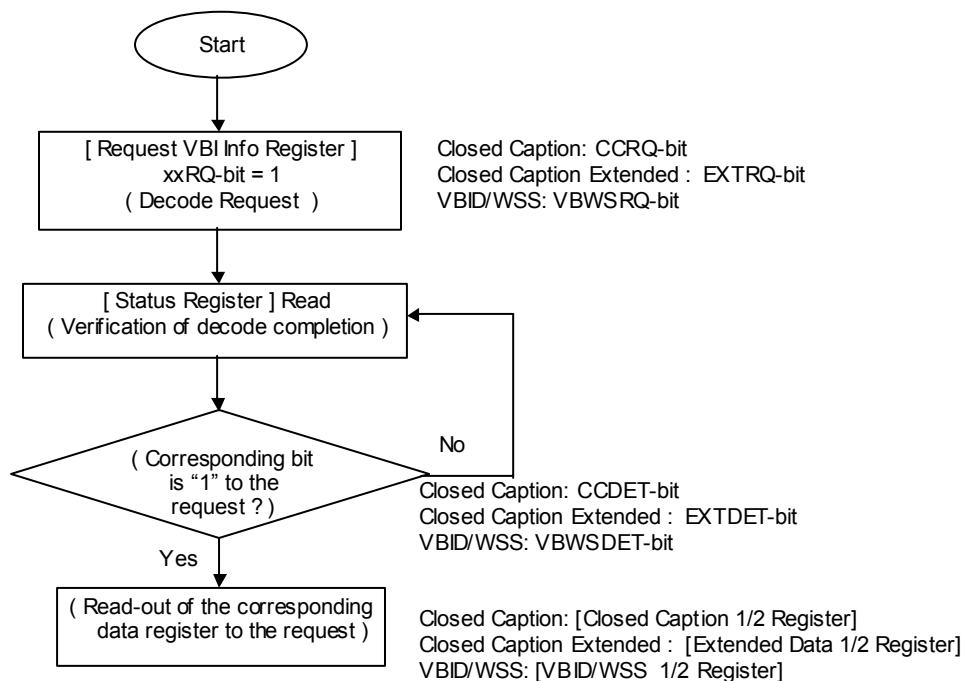 Start
[ Request VBI Info Register ]
xxRQ-bit = 1
( Decode Request )
Closed Caption: CCRQ-bit
Closed Caption Extended : EXTRQ-bit
VBID/WSS: VBWSRQ-bit
[ Status Register ] Read
( Verification of decode completion )
( Corresponding bit
is “1” to the
request ? )
No
Closed Caption: CCDET-bit
Closed Caption Extended : EXTDET-bit
VBID/WSS: VBWSDET-bit
Yes
( Read-out of the corresponding
data register to the request )
Closed Caption: [Closed Caption 1/2 Register]
Closed Caption Extended : [Extended Data 1/2 Register]
VBID/WSS: [VBID/WSS 1/2 Register]